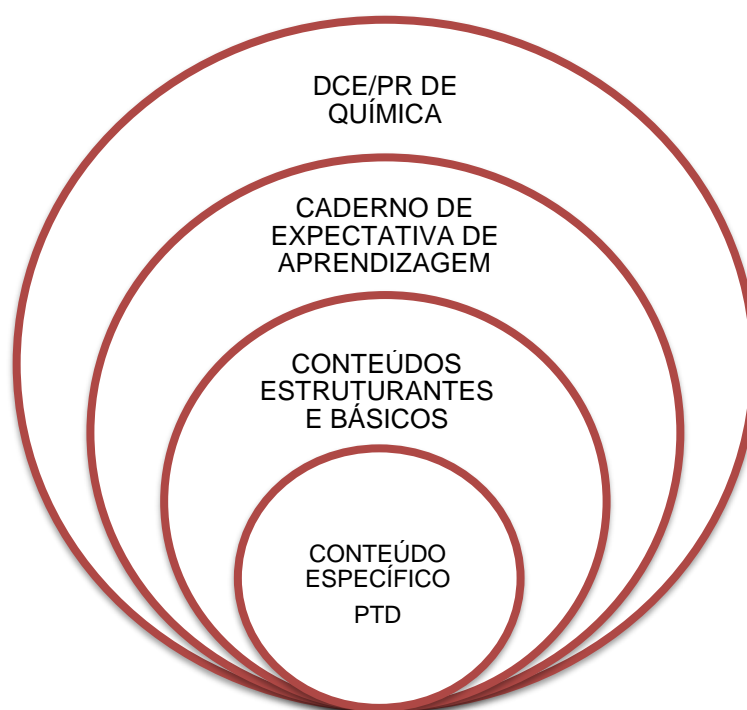 DCE/PR DE
QUÍMICA
CADERNO DE
EXPECTATIVA DE
APRENDIZAGEM
CONTEÚDOS
ESTRUTURANTES
E BÁSICOS
CONTEÚDO
ESPECÍFICO
PTD